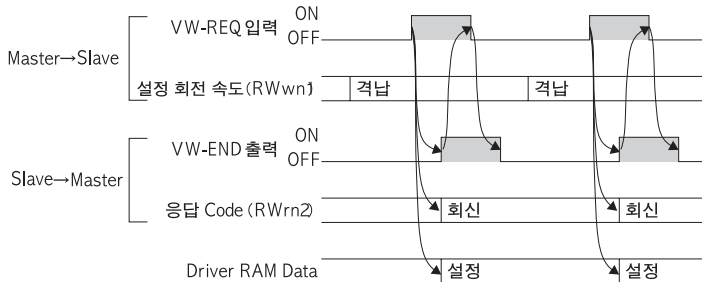 VW-REQ 입력
ON
OFF
Master→Slave
설정 회전 속도(RWwn1)
격납
격납
VW-END 출력
ON
OFF
Slave→Master
응답 Code (RWrn2)
회신
회신
Driver RAM Data
설정
설정